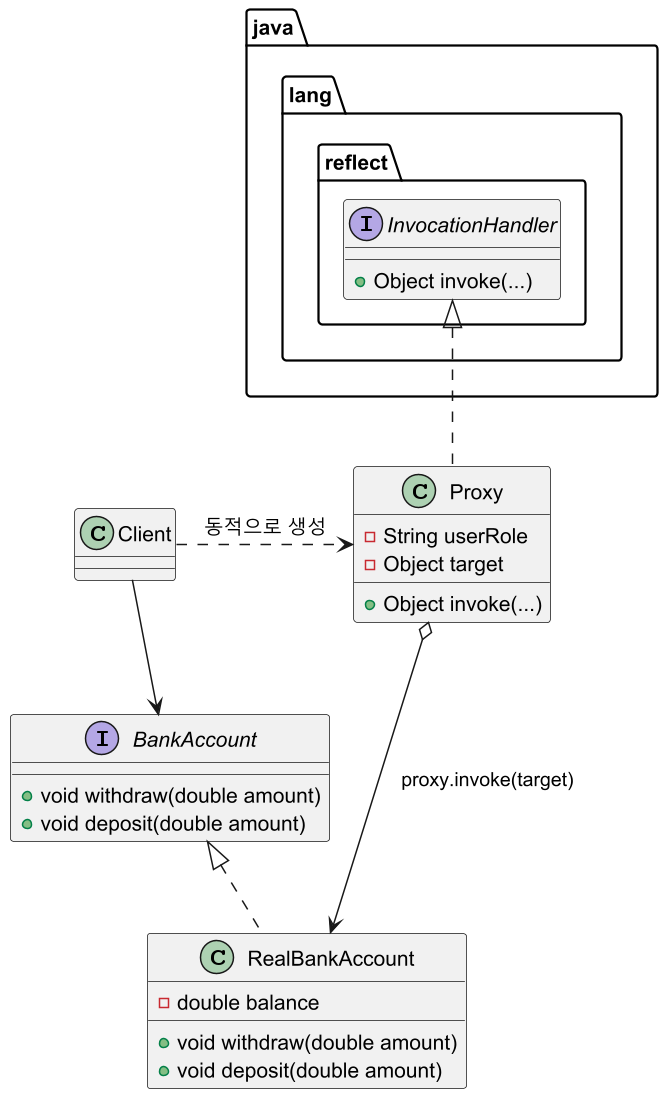 java
lang
reflect
I InvocationHandler
Object invoke(...)
C Proxy
String userRole
Object target
Object invoke(...)
C Client
동적으로 생성
I BankAccount
void withdraw(double amount)
void deposit(double amount)
proxy.invoke(target)
C RealBankAccount
double balance
void withdraw(double amount)
void deposit(double amount)